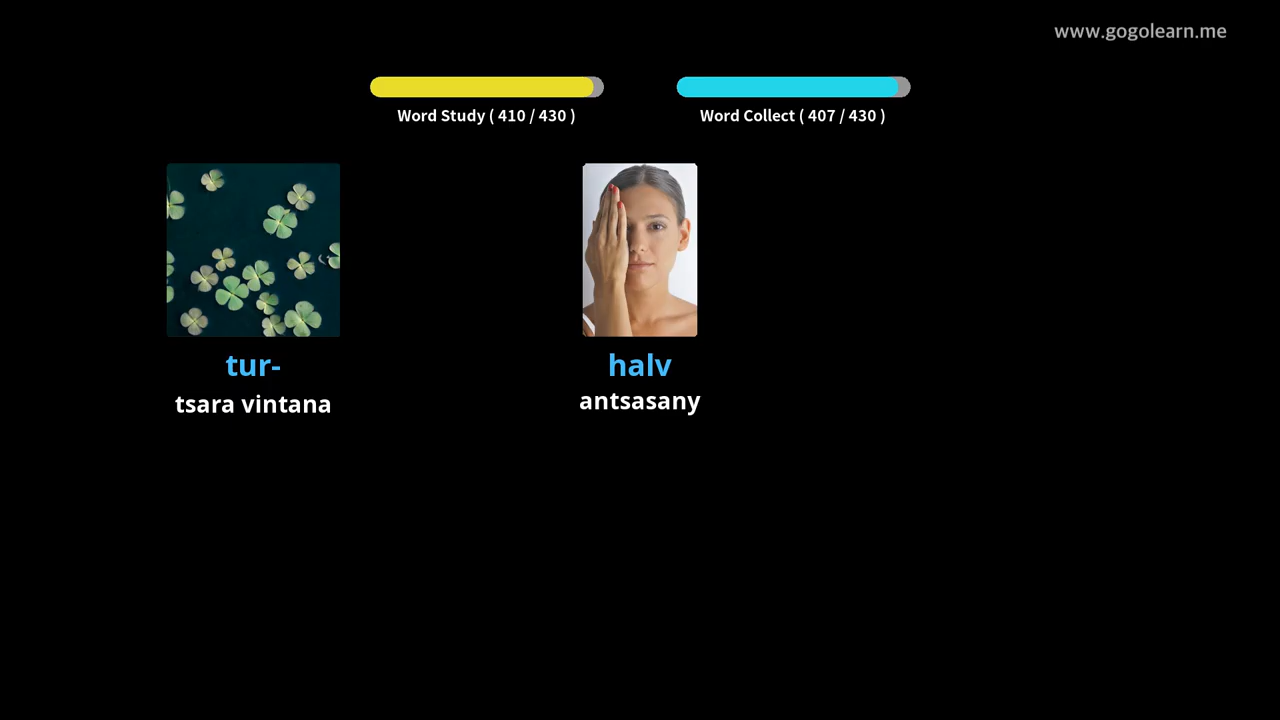 www.gogolearn.me
Word Study ( 410 / 430 )
Word Collect ( 407 / 430 )
tur-
tsara vintana
halv
antsasany